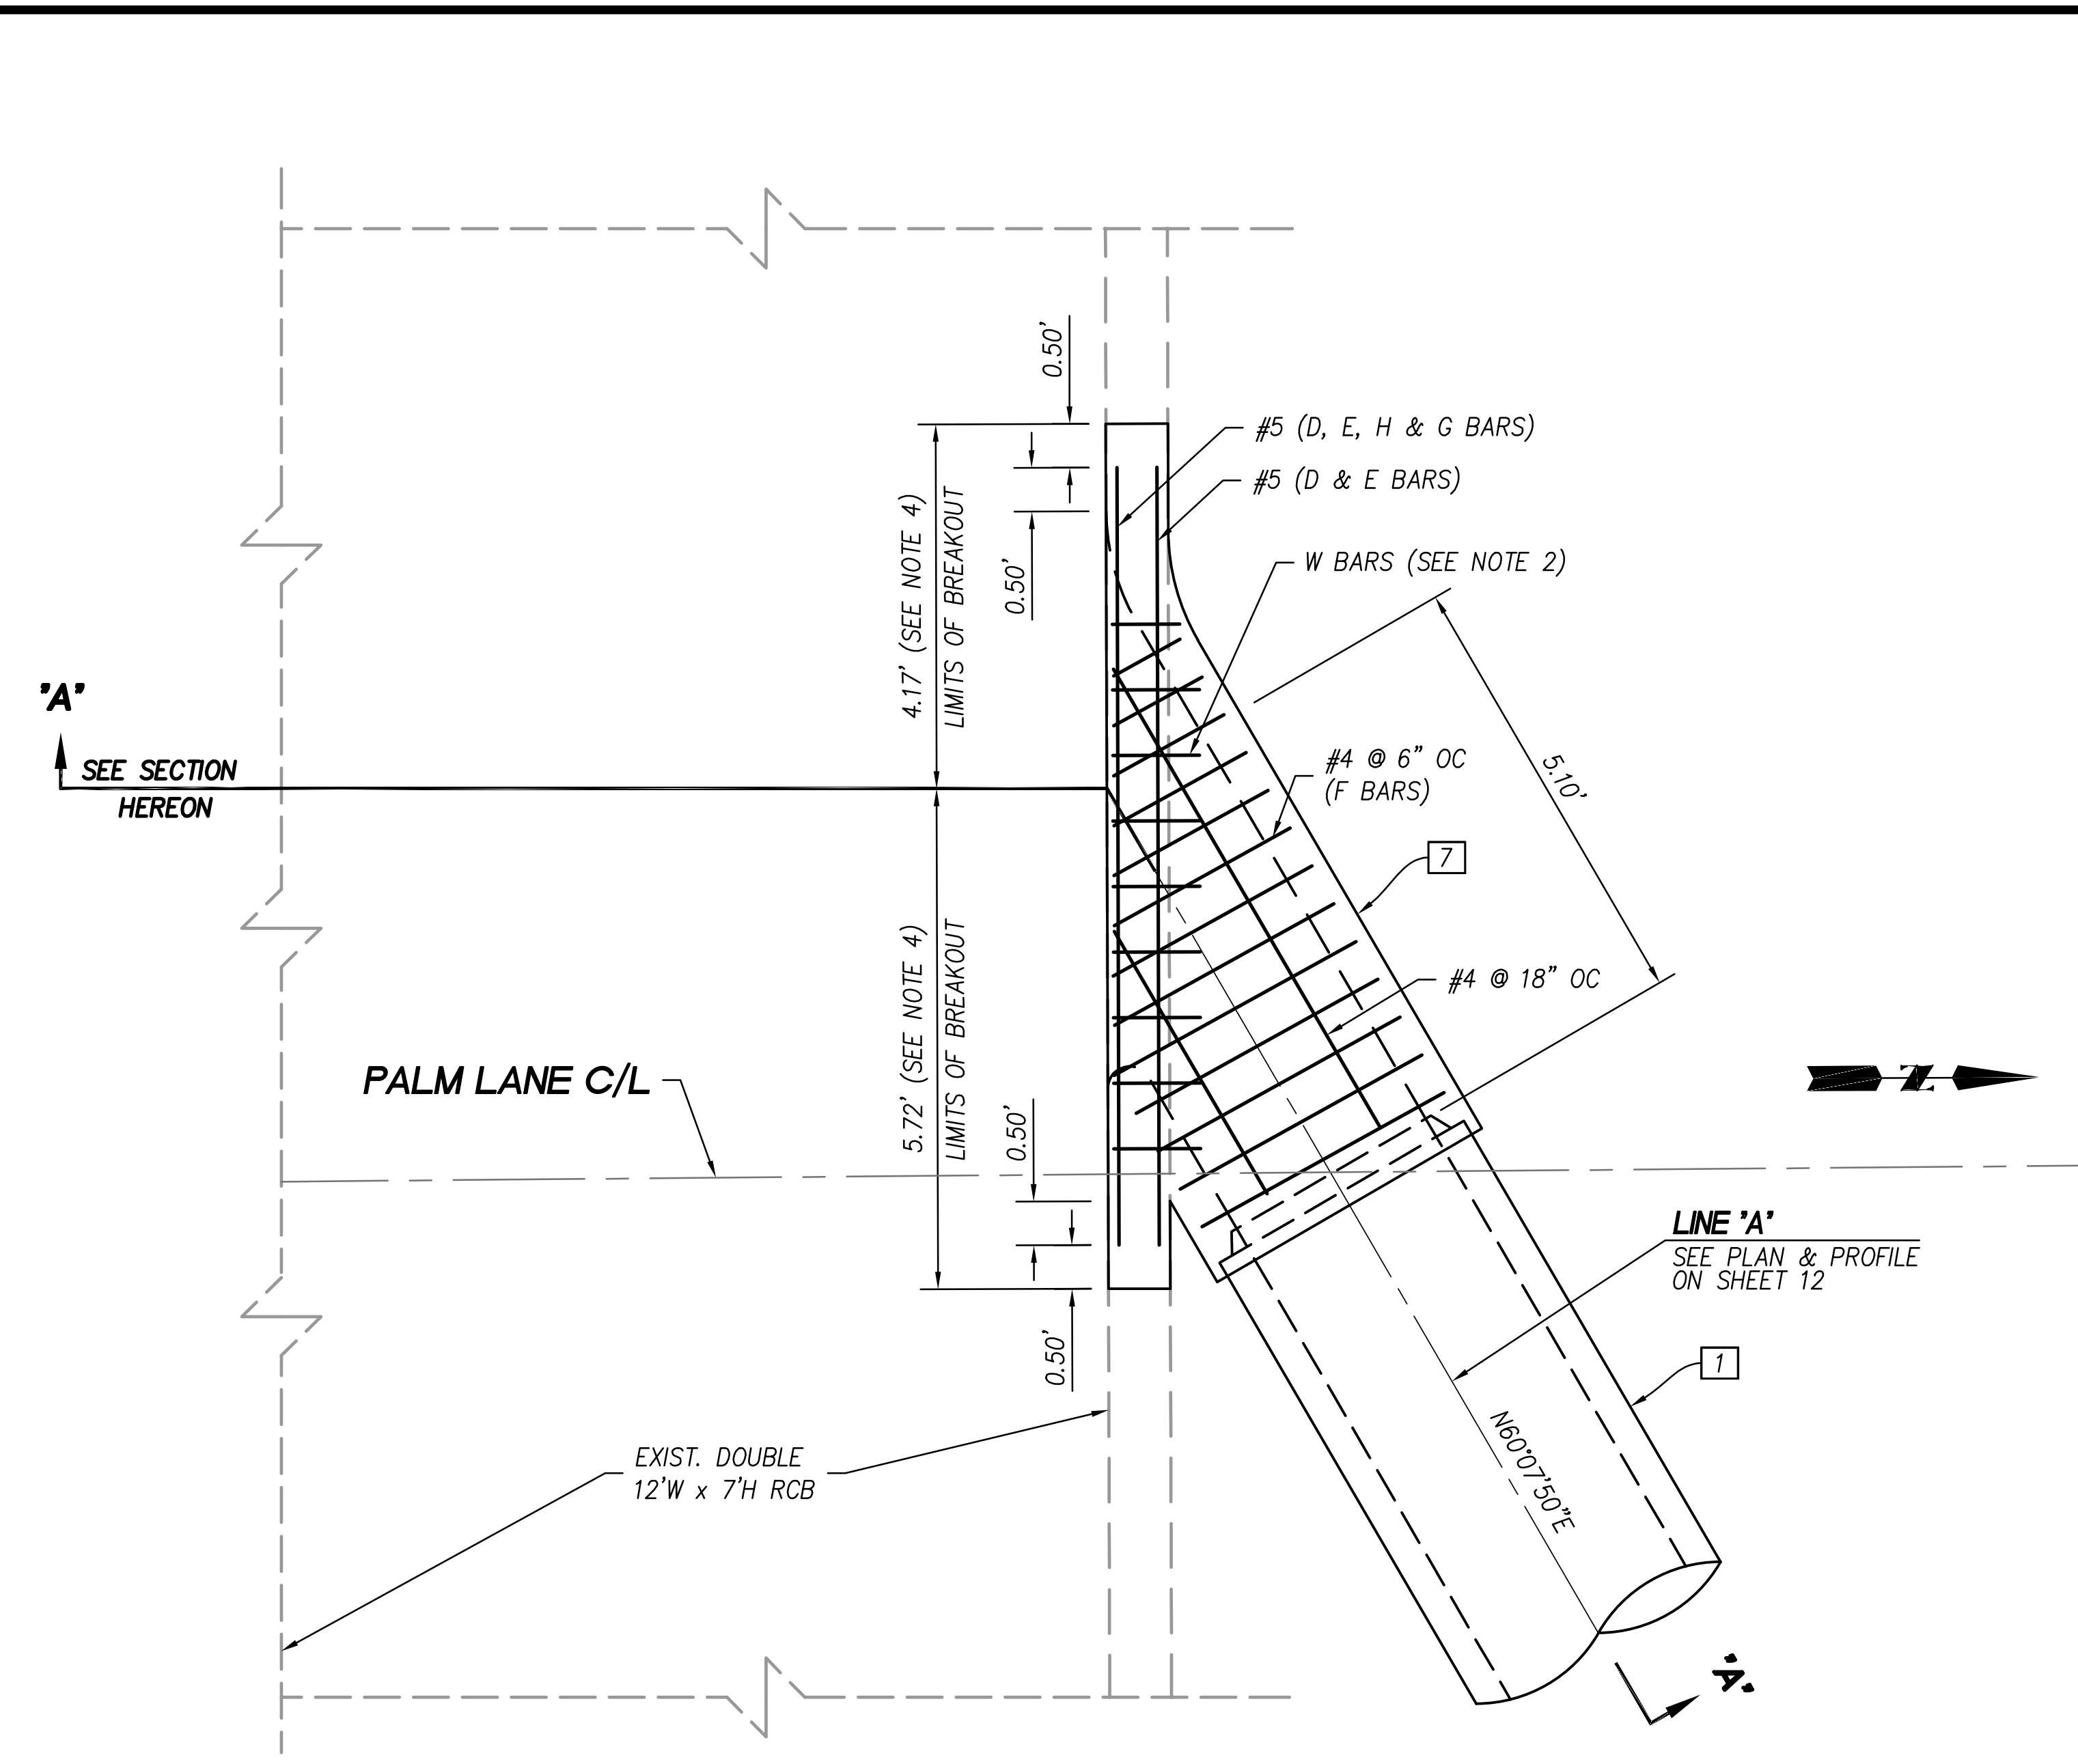 0.50'
#5 (D, E, H & G BARS)
#5 (D & E BARS)
4.17' (SEE NOTE 4)
LIMITS OF BREAKOUT
0.50'
W BARS (SEE NOTE 2)
"A"
SEE SECTION
HEREON
#4 @ 6" OC
(F BARS)
5.10'
7
#4 @ 18" OC
5.72' (SEE NOTE 4)
LIMITS OF BREAKOUT
PALM LANE C/L
0.50'
Z
LINE "A"
SEE PLAN & PROFILE
ON SHEET 12
0.50'
1
N60°07'50"E
EXIST. DOUBLE
12'W x 7'H RCB
"A"